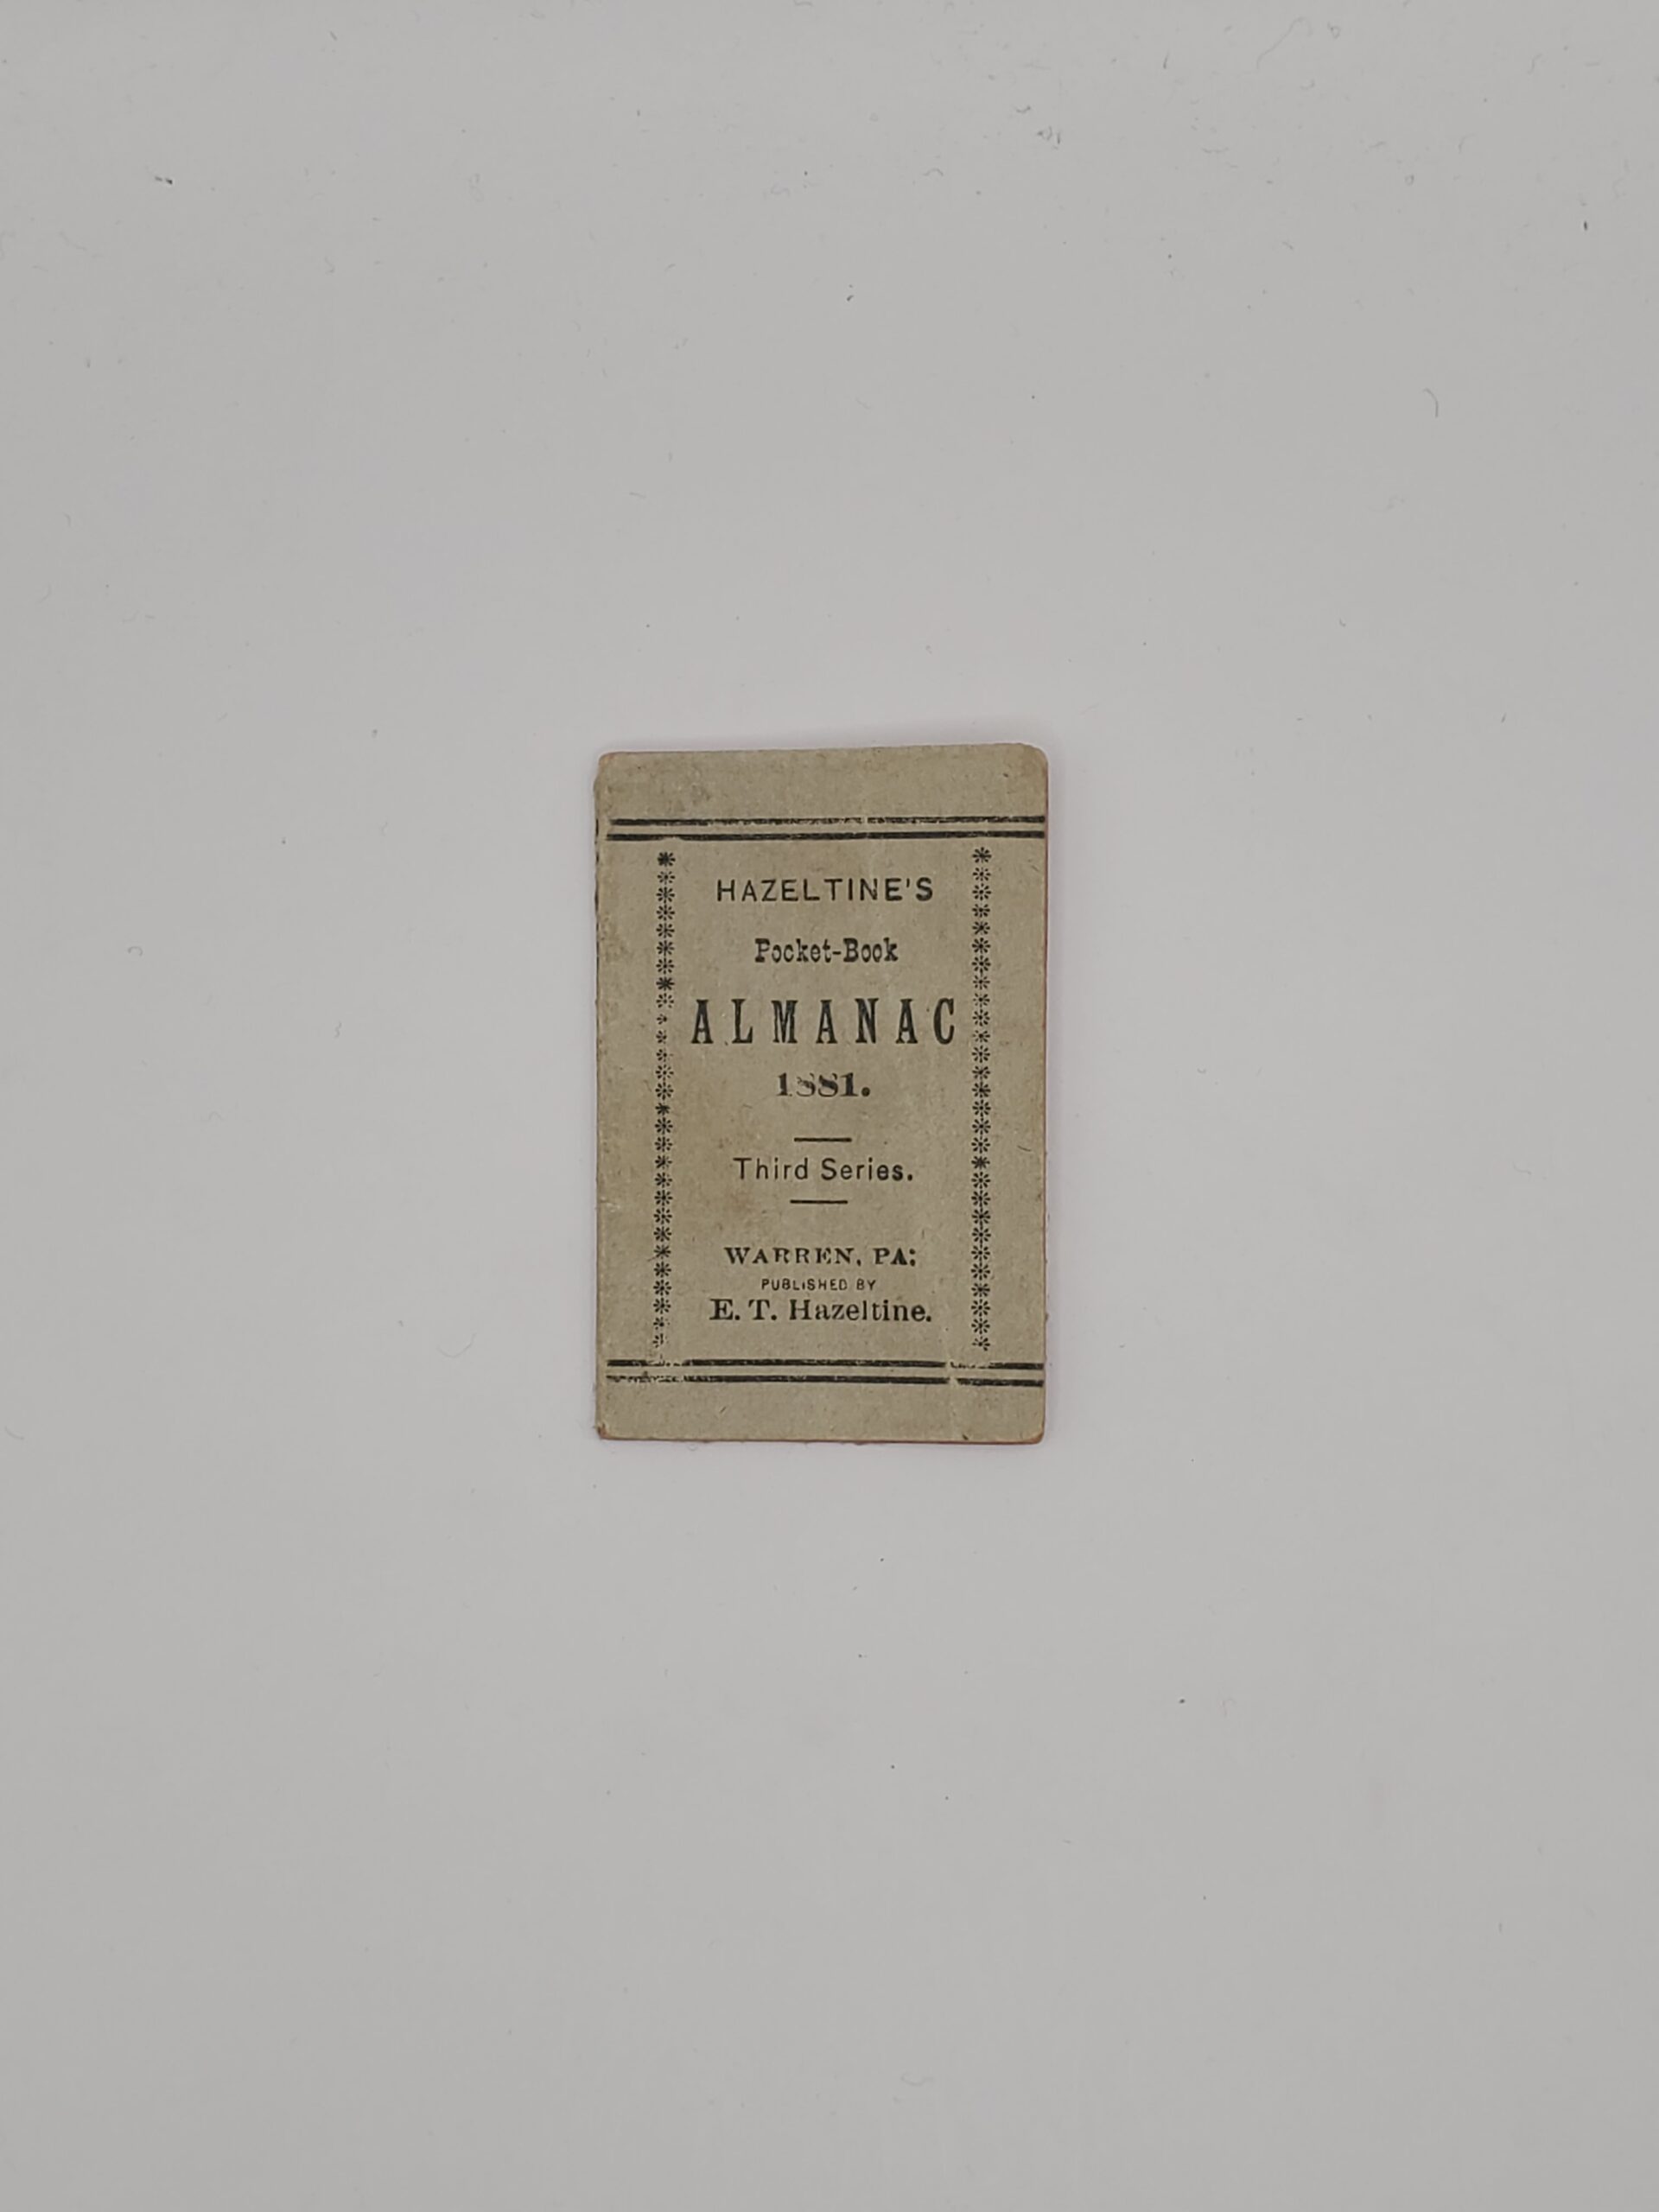 HAZELTINE'S
Pocket-Book
ALMANAC
1881.
Third Series.
WARREN, PA:
PUBLISHED BY
E. T. Hazeltine.